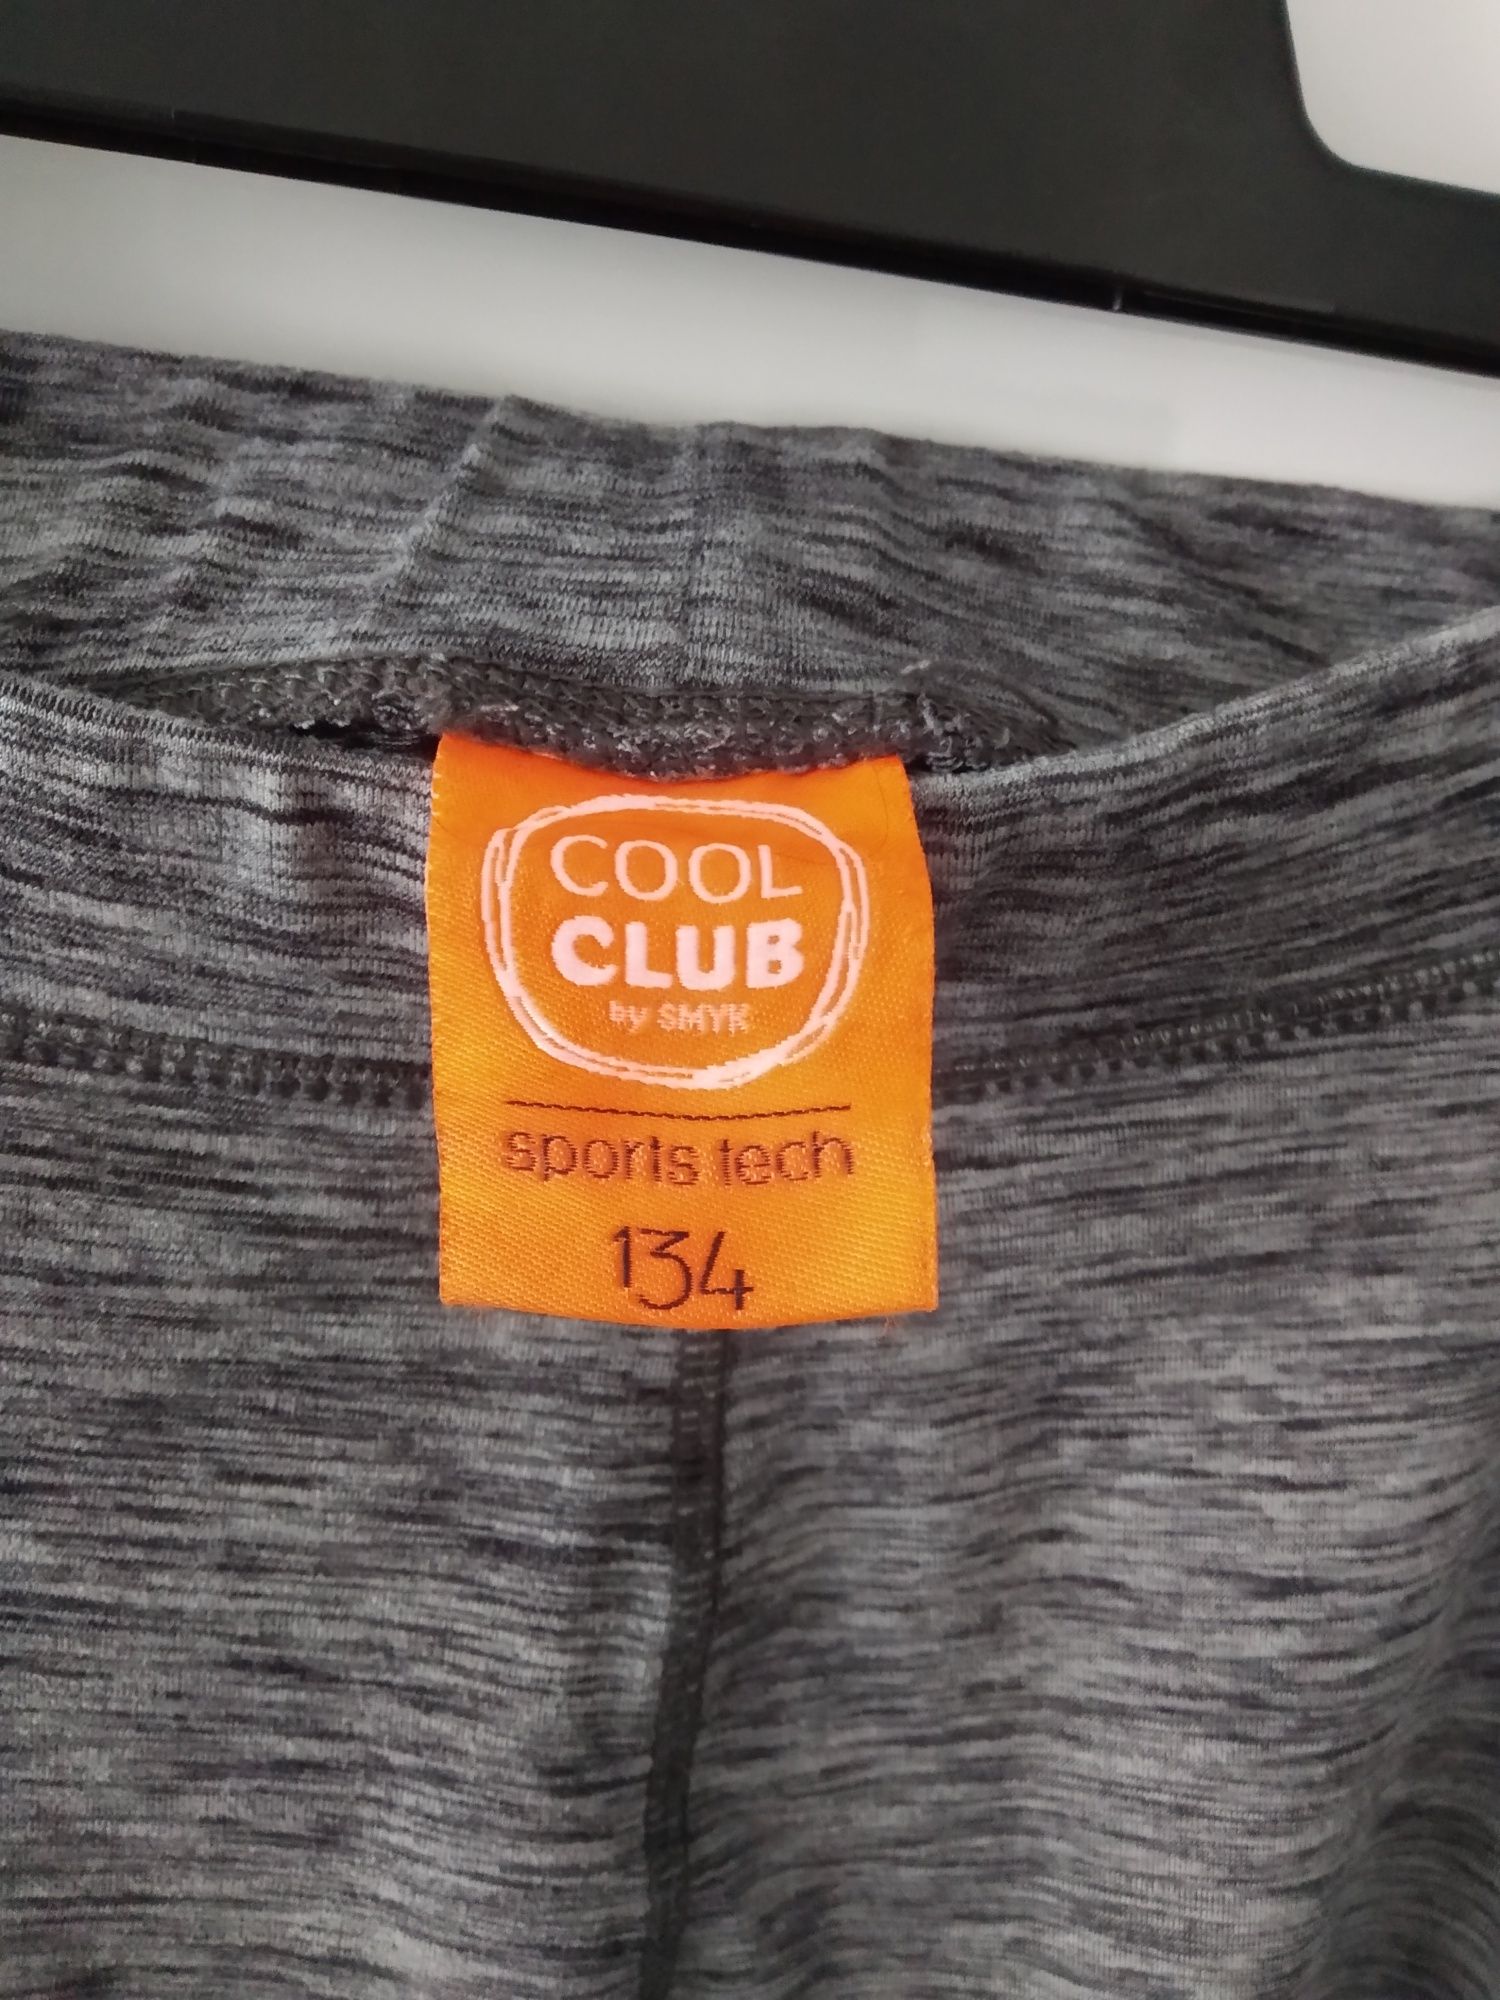 COOL
CLUB
by SMYK
sports tech
134